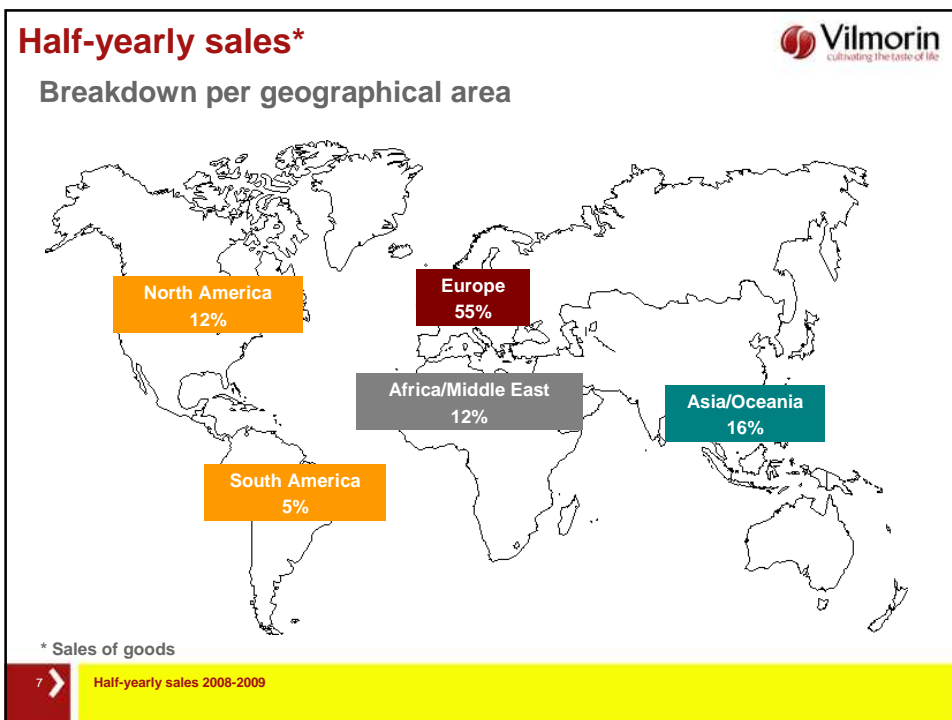 Half-yearly sales*
Vilmorin
cultivating the taste of life
Breakdown per geographical area
North America
12%
Europe
55%
Africa/Middle East
12%
Asia/Oceania
16%
South America
5%
* Sales of goods
7
Half-yearly sales 2008-2009